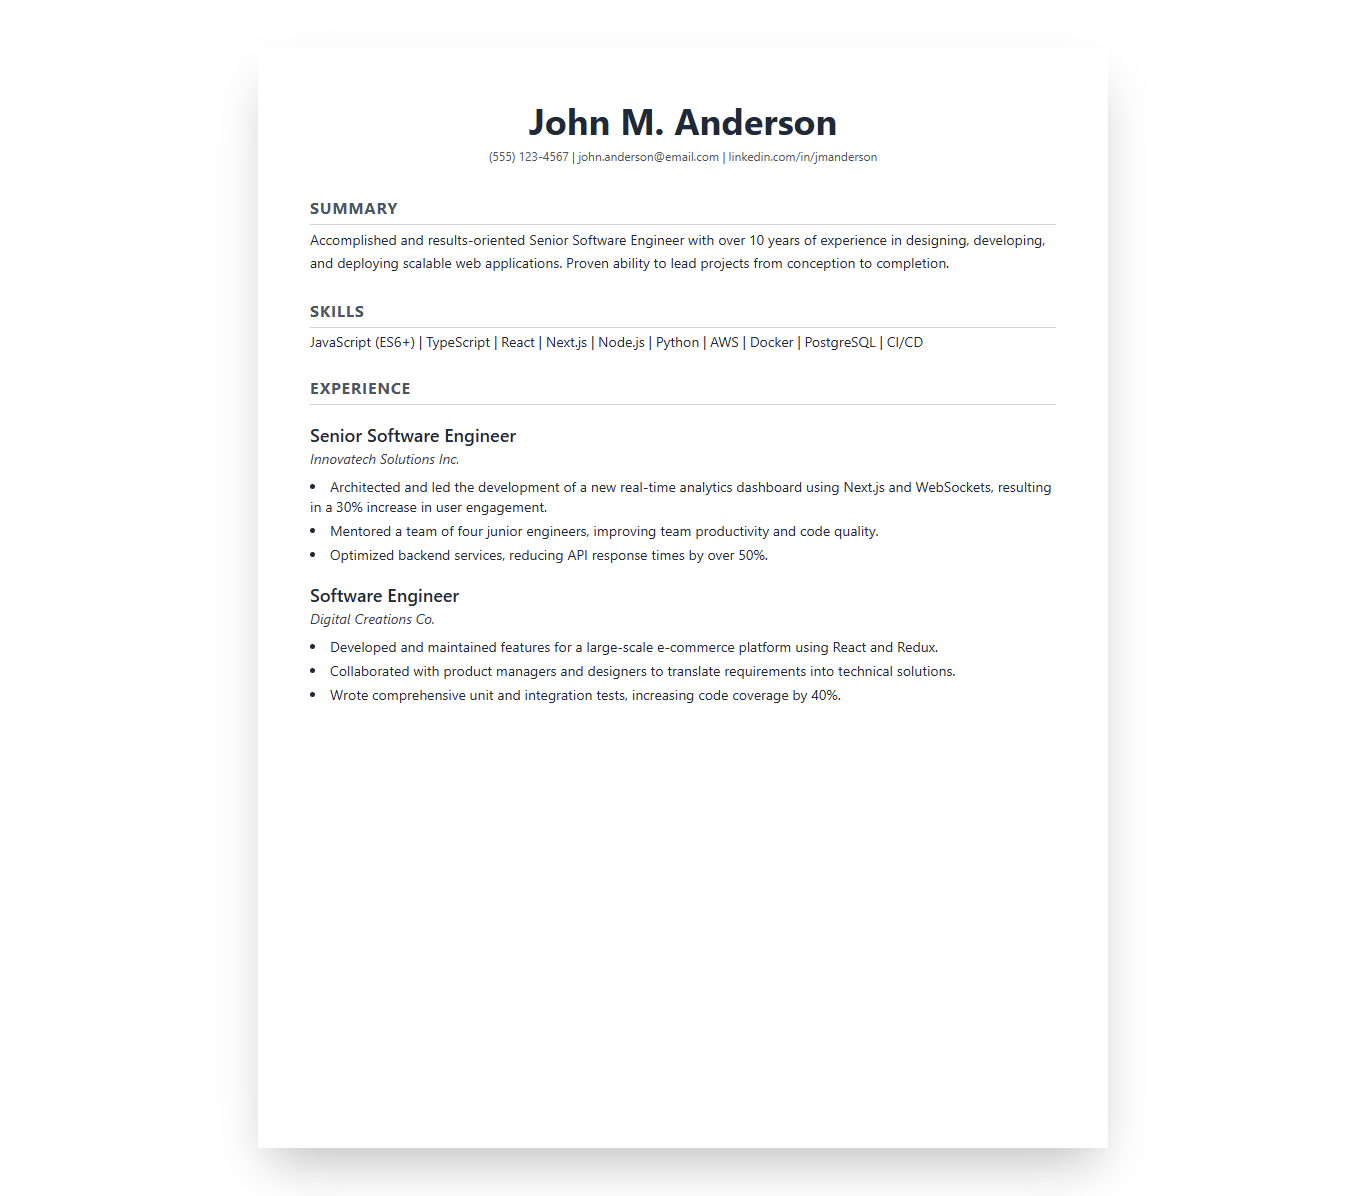 John M. Anderson
(555) 123-4567 | john.anderson@email.com | linkedin.com/in/jmanderson
SUMMARY
Accomplished and results-oriented Senior Software Engineer with over 10 years of experience in designing, developing,
and deploying scalable web applications. Proven ability to lead projects from conception to completion.
SKILLS
JavaScript (ES6+) | TypeScript | React | Next.js | Node.js | Python | AWS | Docker | PostgreSQL | CI/CD
EXPERIENCE
Senior Software Engineer
Innovatech Solutions Inc.
• Architected and led the development of a new real-time analytics dashboard using Next.js and WebSockets, resulting
in a 30% increase in user engagement.
• Mentored a team of four junior engineers, improving team productivity and code quality.
• Optimized backend services, reducing API response times by over 50%.
Software Engineer
Digital Creations Co.
• Developed and maintained features for a large-scale e-commerce platform using React and Redux.
• Collaborated with product managers and designers to translate requirements into technical solutions.
• Wrote comprehensive unit and integration tests, increasing code coverage by 40%.